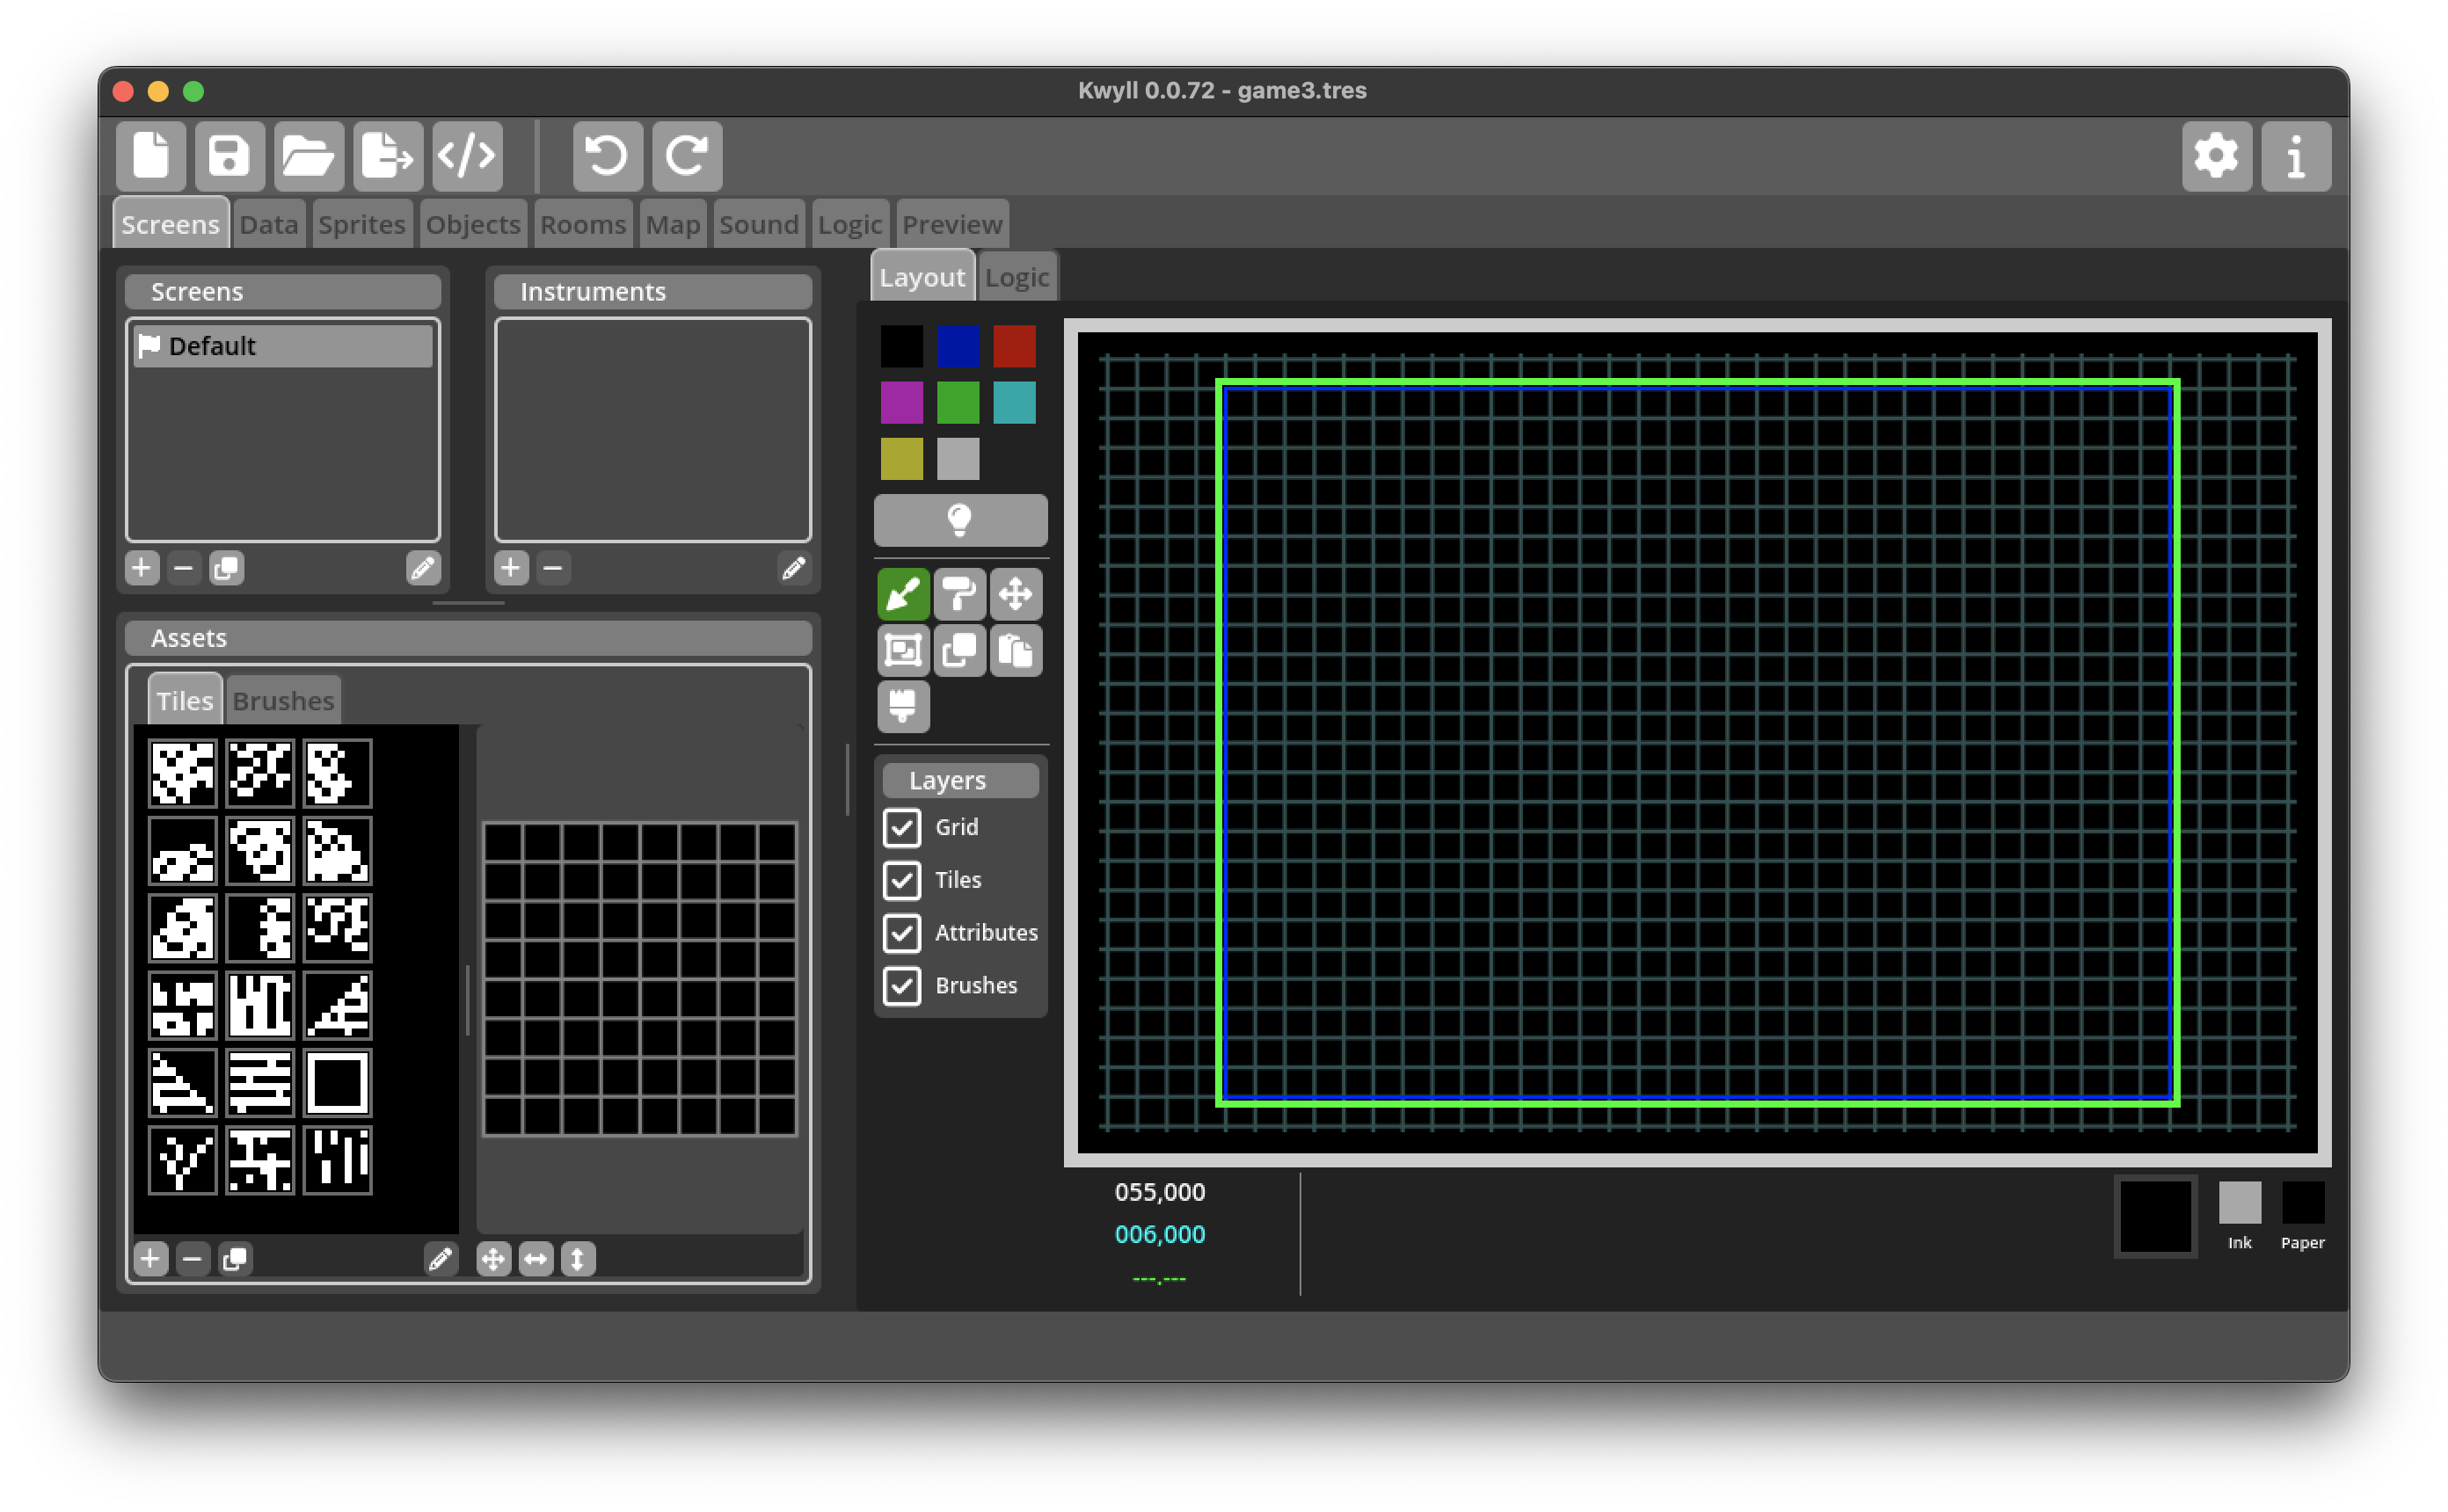 Kwyll 0.0.72 - game3.tres
Screens Data Sprites Objects Rooms Map Sound Logic Preview
Layout Logic
Screens
Instruments
Default
Assets
Tiles Brushes
Layers
Grid
Tiles
Attributes
Brushes
055,000
006,000
---,---
Ink
Paper